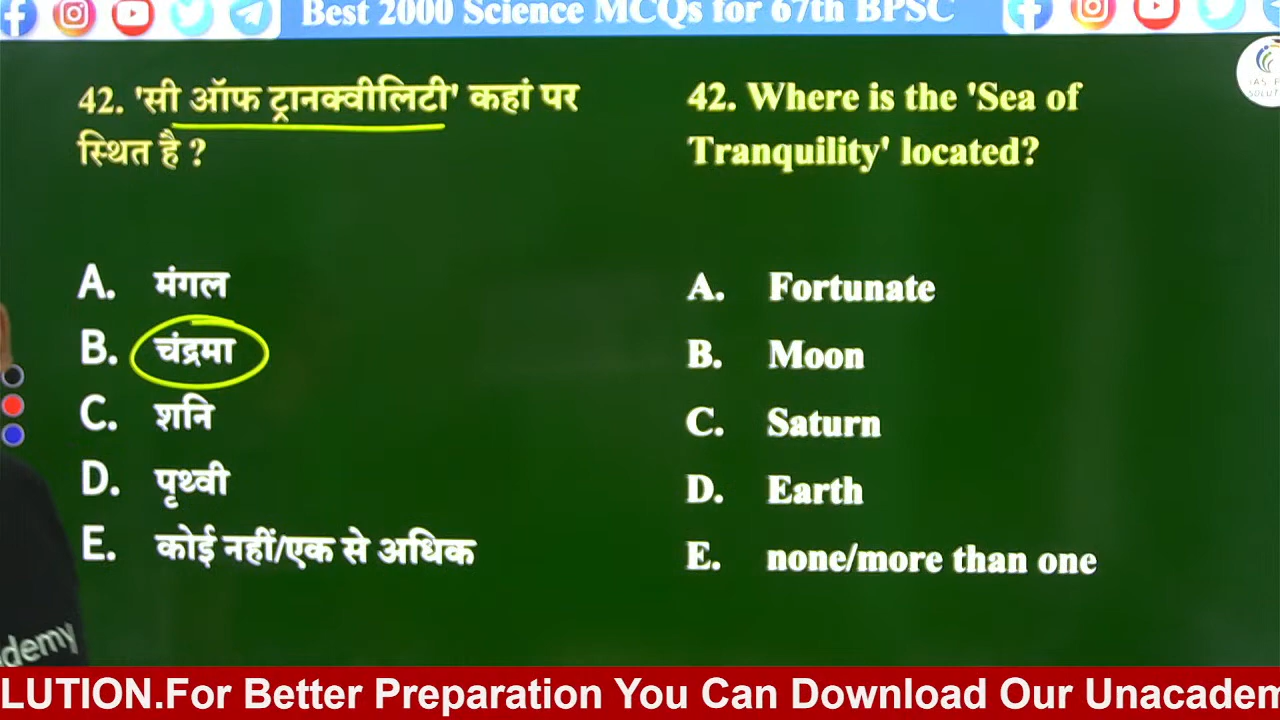 Best 2000 Science MCQs for 67th BPSC
42. 'सी ऑफ ट्रानक्वीलिटी' कहां पर
स्थित है ?
A. मंगल
B. चंद्रमा
C. शनि
D. पृथ्वी
E. कोई नहीं/एक से अधिक
42. Where is the 'Sea of
Tranquility' located?
A. Fortunate
B. Moon
C. Saturn
D. Earth
E. none/more than one
demy
LUTION.For Better Preparation You Can Download Our Unacadem